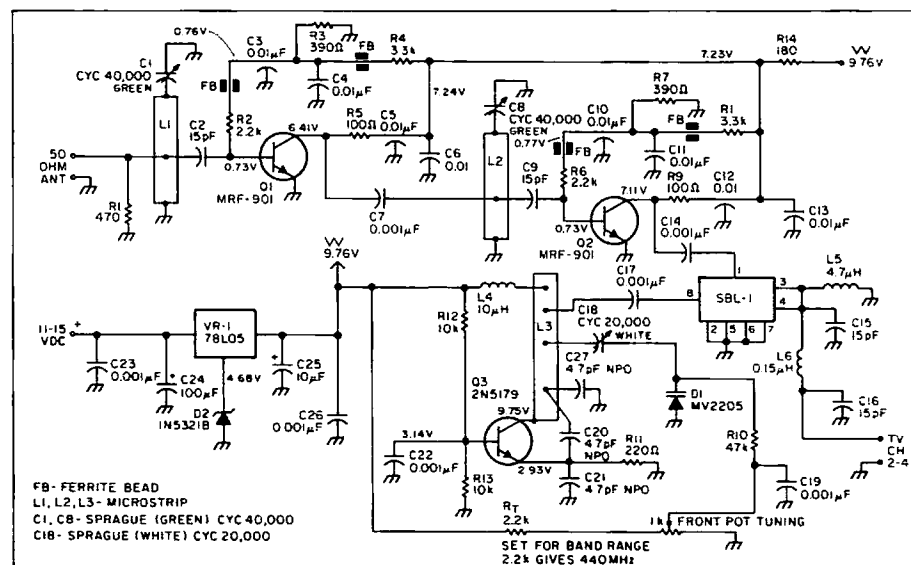 0.76V
C3
0.01µF
R3
390Ω
FB
R4
3.3k
7.23V
R14
180
9.76V
C1
CYC 40,000
GREEN
FB
C4
0.01µF
7.24V
C8
CYC 40,000
GREEN
0.77V
C10
0.01µF
R7
390Ω
FB
R1
3.3k
L1
C2
15pF
R2
2.2k
6.41V
R5
100Ω
C5
0.01µF
C6
0.01
L2
C9
15pF
FB
R6
2.2k
C11
0.01µF
7.11V
R9
100Ω
C12
0.01
50
OHM
ANT
R1
470
0.73V
Q1
MRF-901
C7
0.001µF
0.73V
Q2
MRF-901
C14
0.001µF
C13
0.01µF
9.76V
L4
10µH
L3
C17
0.001µF
8
1
SBL-1
3
4
2
5
6
7
L5
4.7µH
C15
15pF
11-15
VDC
+
VR-1
78L05
R12
10k
C18
CYC 20,000
WHITE
L6
0.15µH
C16
15pF
C23
0.001µF
C24
100µF
+
4.68V
D2
1N5321B
C25
10µF
+
C26
0.001µF
Q3
2N5179
9.75V
C27
4.7pF NPO
D1
MV2205
R10
47k
TV
CH
2-4
3.14V
C22
0.001µF
R13
10k
2.93V
C20
4.7pF
NPO
C21
4.7pF NPO
R11
220Ω
C19
0.001µF
FB- FERRITE BEAD
L1, L2, L3- MICROSTRIP
C1, C8- SPRAGUE (GREEN) CYC 40,000
C18- SPRAGUE (WHITE) CYC 20,000
RT
2.2k
1k FRONT POT TUNING
SET FOR BAND RANGE
2.2k GIVES 440MHz